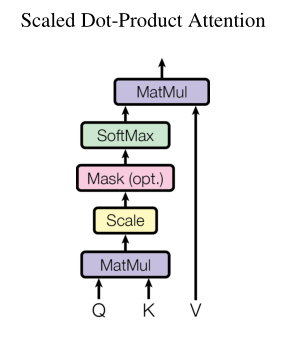 Scaled Dot-Product Attention
MatMul
SoftMax
Mask (opt.)
Scale
MatMul
Q K V